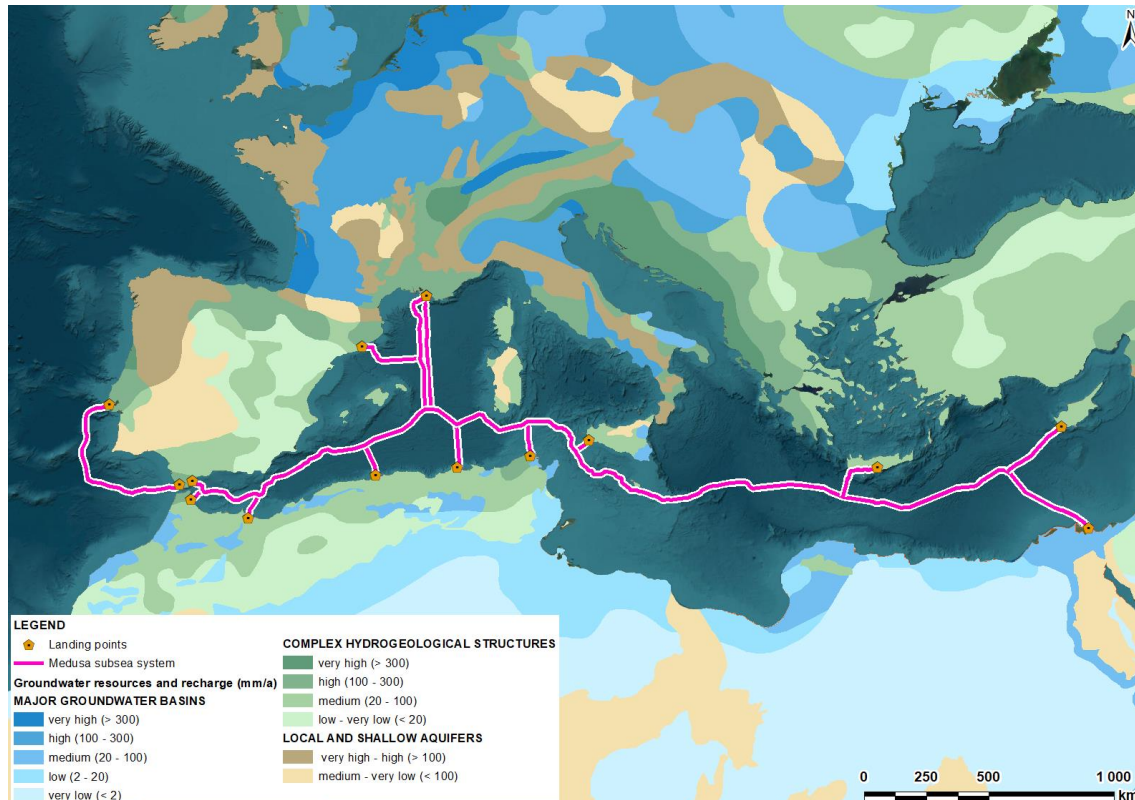 N
LEGEND
Landing points
Medusa subsea system
Groundwater resources and recharge (mm/a)
MAJOR GROUNDWATER BASINS
very high (> 300)
high (100 - 300)
medium (20 - 100)
low (2 - 20)
very low (< 2)
COMPLEX HYDROGEOLOGICAL STRUCTURES
very high (> 300)
high (100 - 300)
medium (20 - 100)
low - very low (< 20)
LOCAL AND SHALLOW AQUIFERS
very high - high (> 100)
medium - very low (< 100)
0 250 500 1 000
km